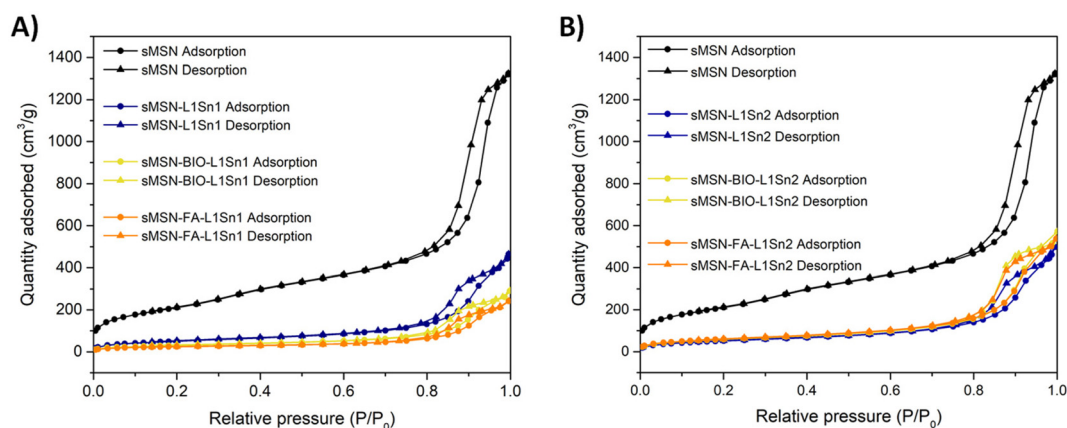 A)
1400
1200
1000
800
600
400
200
0
Quantity adsorbed (cm³/g)
sMSN Adsorption
sMSN Desorption
sMSN-L1Sn1 Adsorption
sMSN-L1Sn1 Desorption
sMSN-BIO-L1Sn1 Adsorption
sMSN-BIO-L1Sn1 Desorption
sMSN-FA-L1Sn1 Adsorption
sMSN-FA-L1Sn1 Desorption
0.0 0.2 0.4 0.6 0.8 1.0
Relative pressure (P/P₀)
B)
1400
1200
1000
800
600
400
200
0
Quantity adsorbed (cm³/g)
sMSN Adsorption
sMSN Desorption
sMSN-L1Sn2 Adsorption
sMSN-L1Sn2 Desorption
sMSN-BIO-L1Sn2 Adsorption
sMSN-BIO-L1Sn2 Desorption
sMSN-FA-L1Sn2 Adsorption
sMSN-FA-L1Sn2 Desorption
0.0 0.2 0.4 0.6 0.8 1.0
Relative pressure (P/P₀)